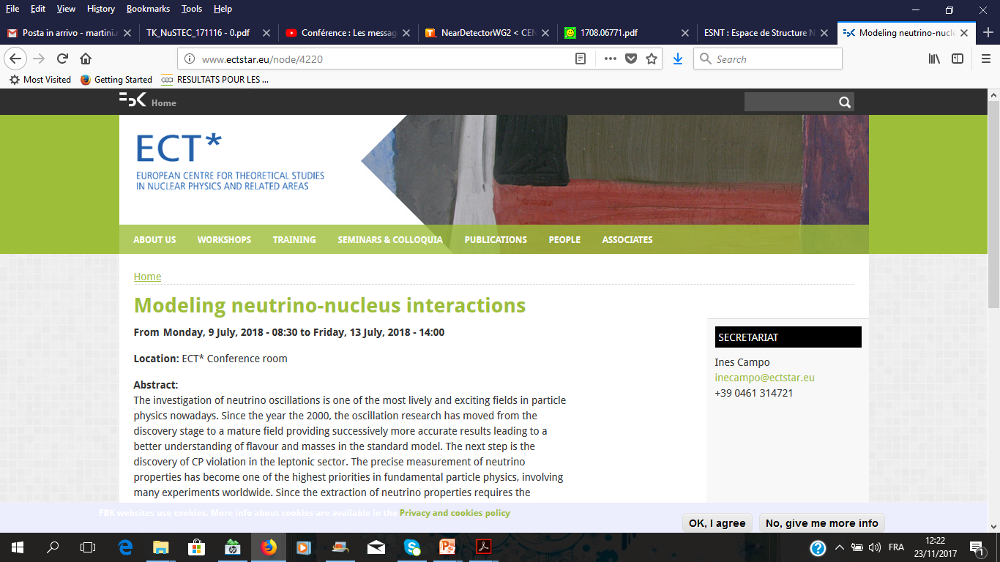 File Edit View History Bookmarks Tools Help
Posta in arrivo - martini.r
TK_NuSTEC_171116 - 0.pdf
Conférence : Les messag
NearDetectorWG2 < CEN
1708.06771.pdf
ESNT : Espace de Structure N
Modeling neutrino-nucle
www.ectstar.eu/node/4220
Search
Most Visited Getting Started RESULTATS POUR LES ...
FBK Home
ECT*
EUROPEAN CENTRE FOR THEORETICAL STUDIES
IN NUCLEAR PHYSICS AND RELATED AREAS
ABOUT US WORKSHOPS TRAINING SEMINARS & COLLOQUIA PUBLICATIONS PEOPLE ASSOCIATES
Home
Modeling neutrino-nucleus interactions
From Monday, 9 July, 2018 - 08:30 to Friday, 13 July, 2018 - 14:00
Location: ECT* Conference room
Abstract:
The investigation of neutrino oscillations is one of the most lively and exciting fields in particle
physics nowadays. Since the year the 2000, the oscillation research has moved from the
discovery stage to a mature field providing successively more accurate results leading to a
better understanding of flavour and masses in the standard model. The next step is the
discovery of CP violation in the leptonic sector. The precise measurement of neutrino
properties has become one of the highest priorities in fundamental particle physics, involving
many experiments worldwide. Since the extraction of neutrino properties requires the
SECRETARIAT
Ines Campo
inecampo@ectstar.eu
+39 0461 314721
FBK websites use cookies. More info about cookies are available in the Privacy and cookies policy
OK, I agree
No, give me more info
FRA
12:22
23/11/2017
1